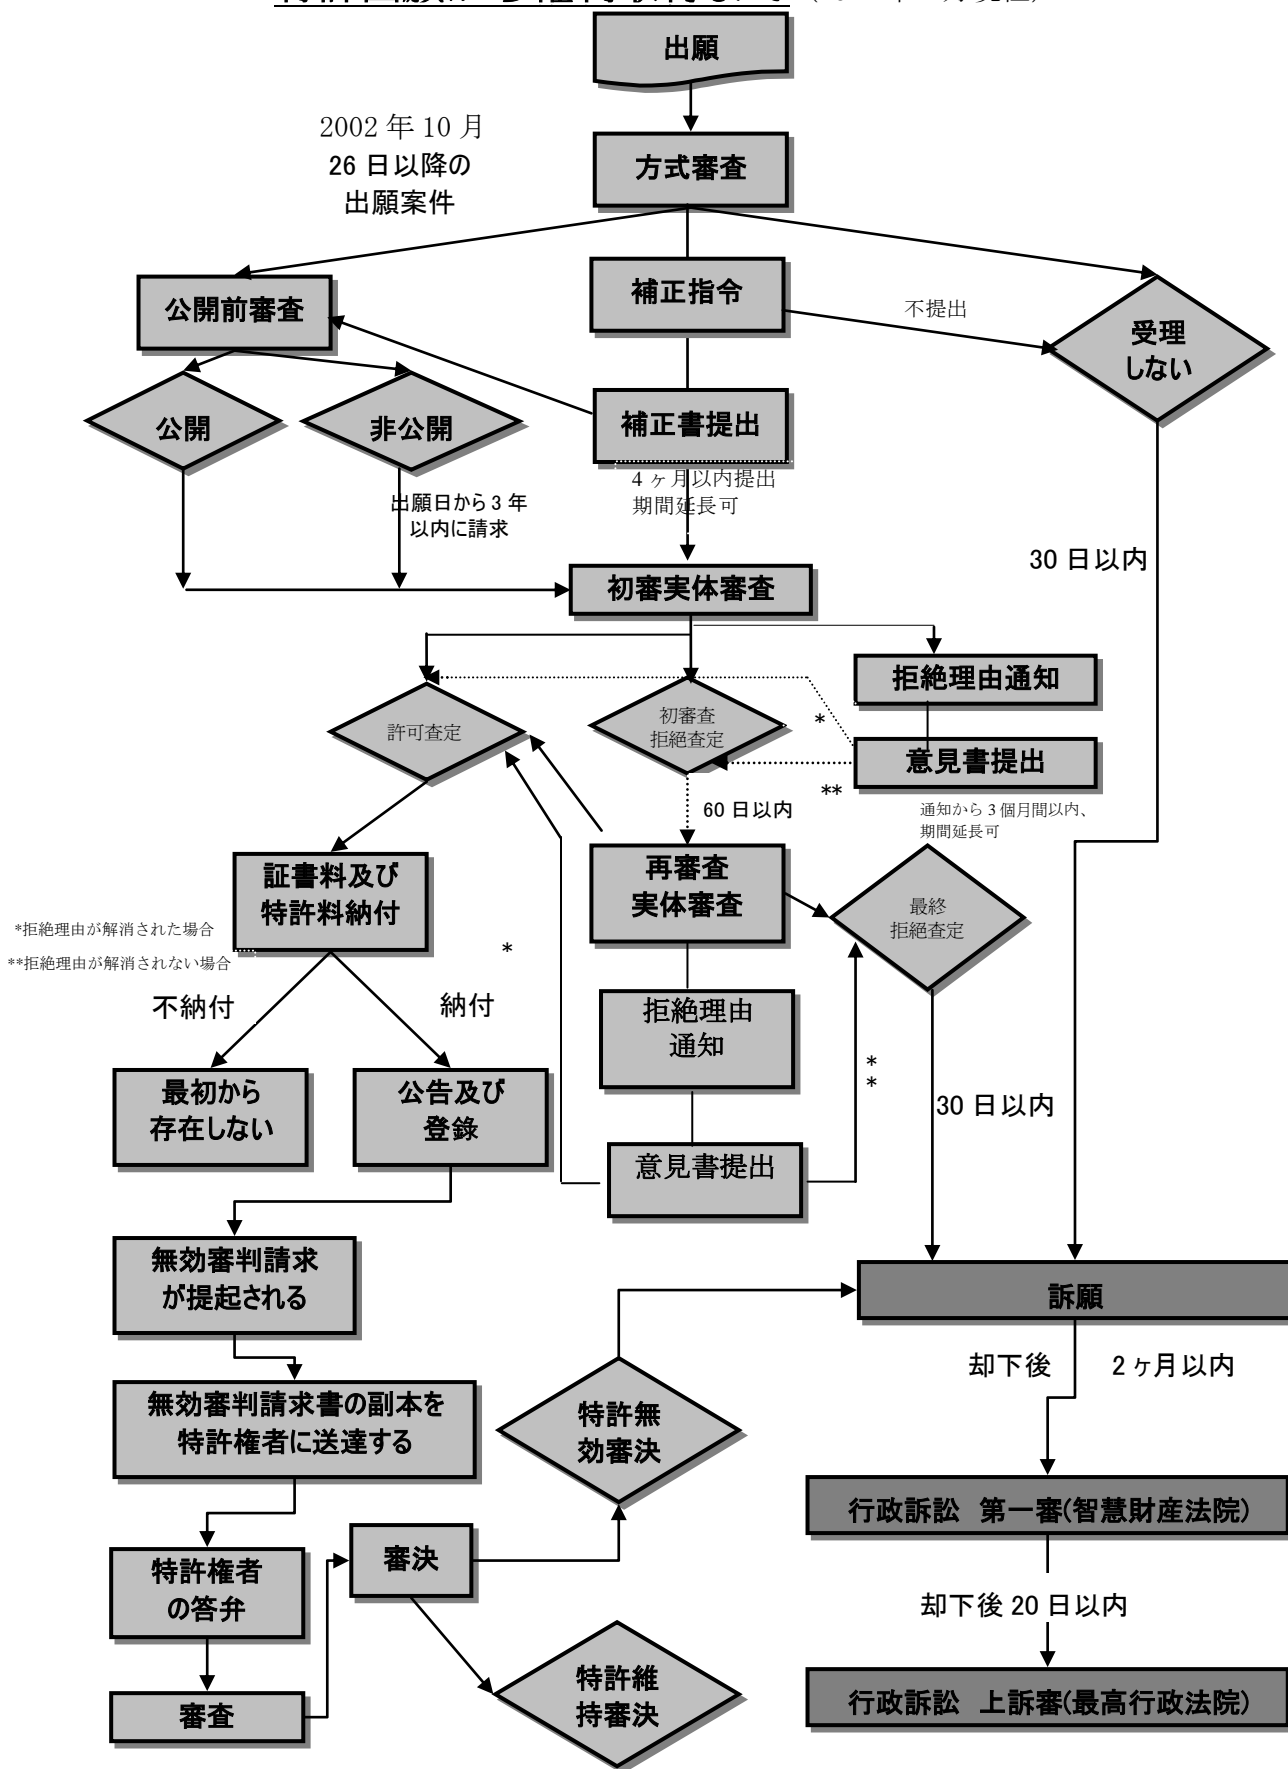 出願
2002 年 10 月
26 日以降の
出願案件
方式審査
公開前審査
補正指令
不提出
受理
しない
公開
非公開
補正書提出
4 ヶ月以内提出
期間延長可
出願日から 3 年
以内に請求
30 日以内
初審実体審査
拒絶理由通知
許可査定
初審査
拒絶査定
*
意見書提出
**
60 日以内
通知から 3 個月間以内、
期間延長可
証書料及び
特許料納付
再審査
実体審査
最終
拒絶査定
*拒絶理由が解消された場合
**拒絶理由が解消されない場合
*
不納付
納付
拒絶理由
通知
*
*
最初から
存在しない
公告及び
登錄
30 日以内
意見書提出
無効審判請求
が提起される
訴願
却下後
2 ヶ月以内
無効審判請求書の副本を
特許権者に送達する
特許無
効審決
行政訴訟 第一審(智慧財産法院)
特許権者
の答弁
審決
却下後 20 日以内
審査
特許維
持審決
行政訴訟 上訴審(最高行政法院)